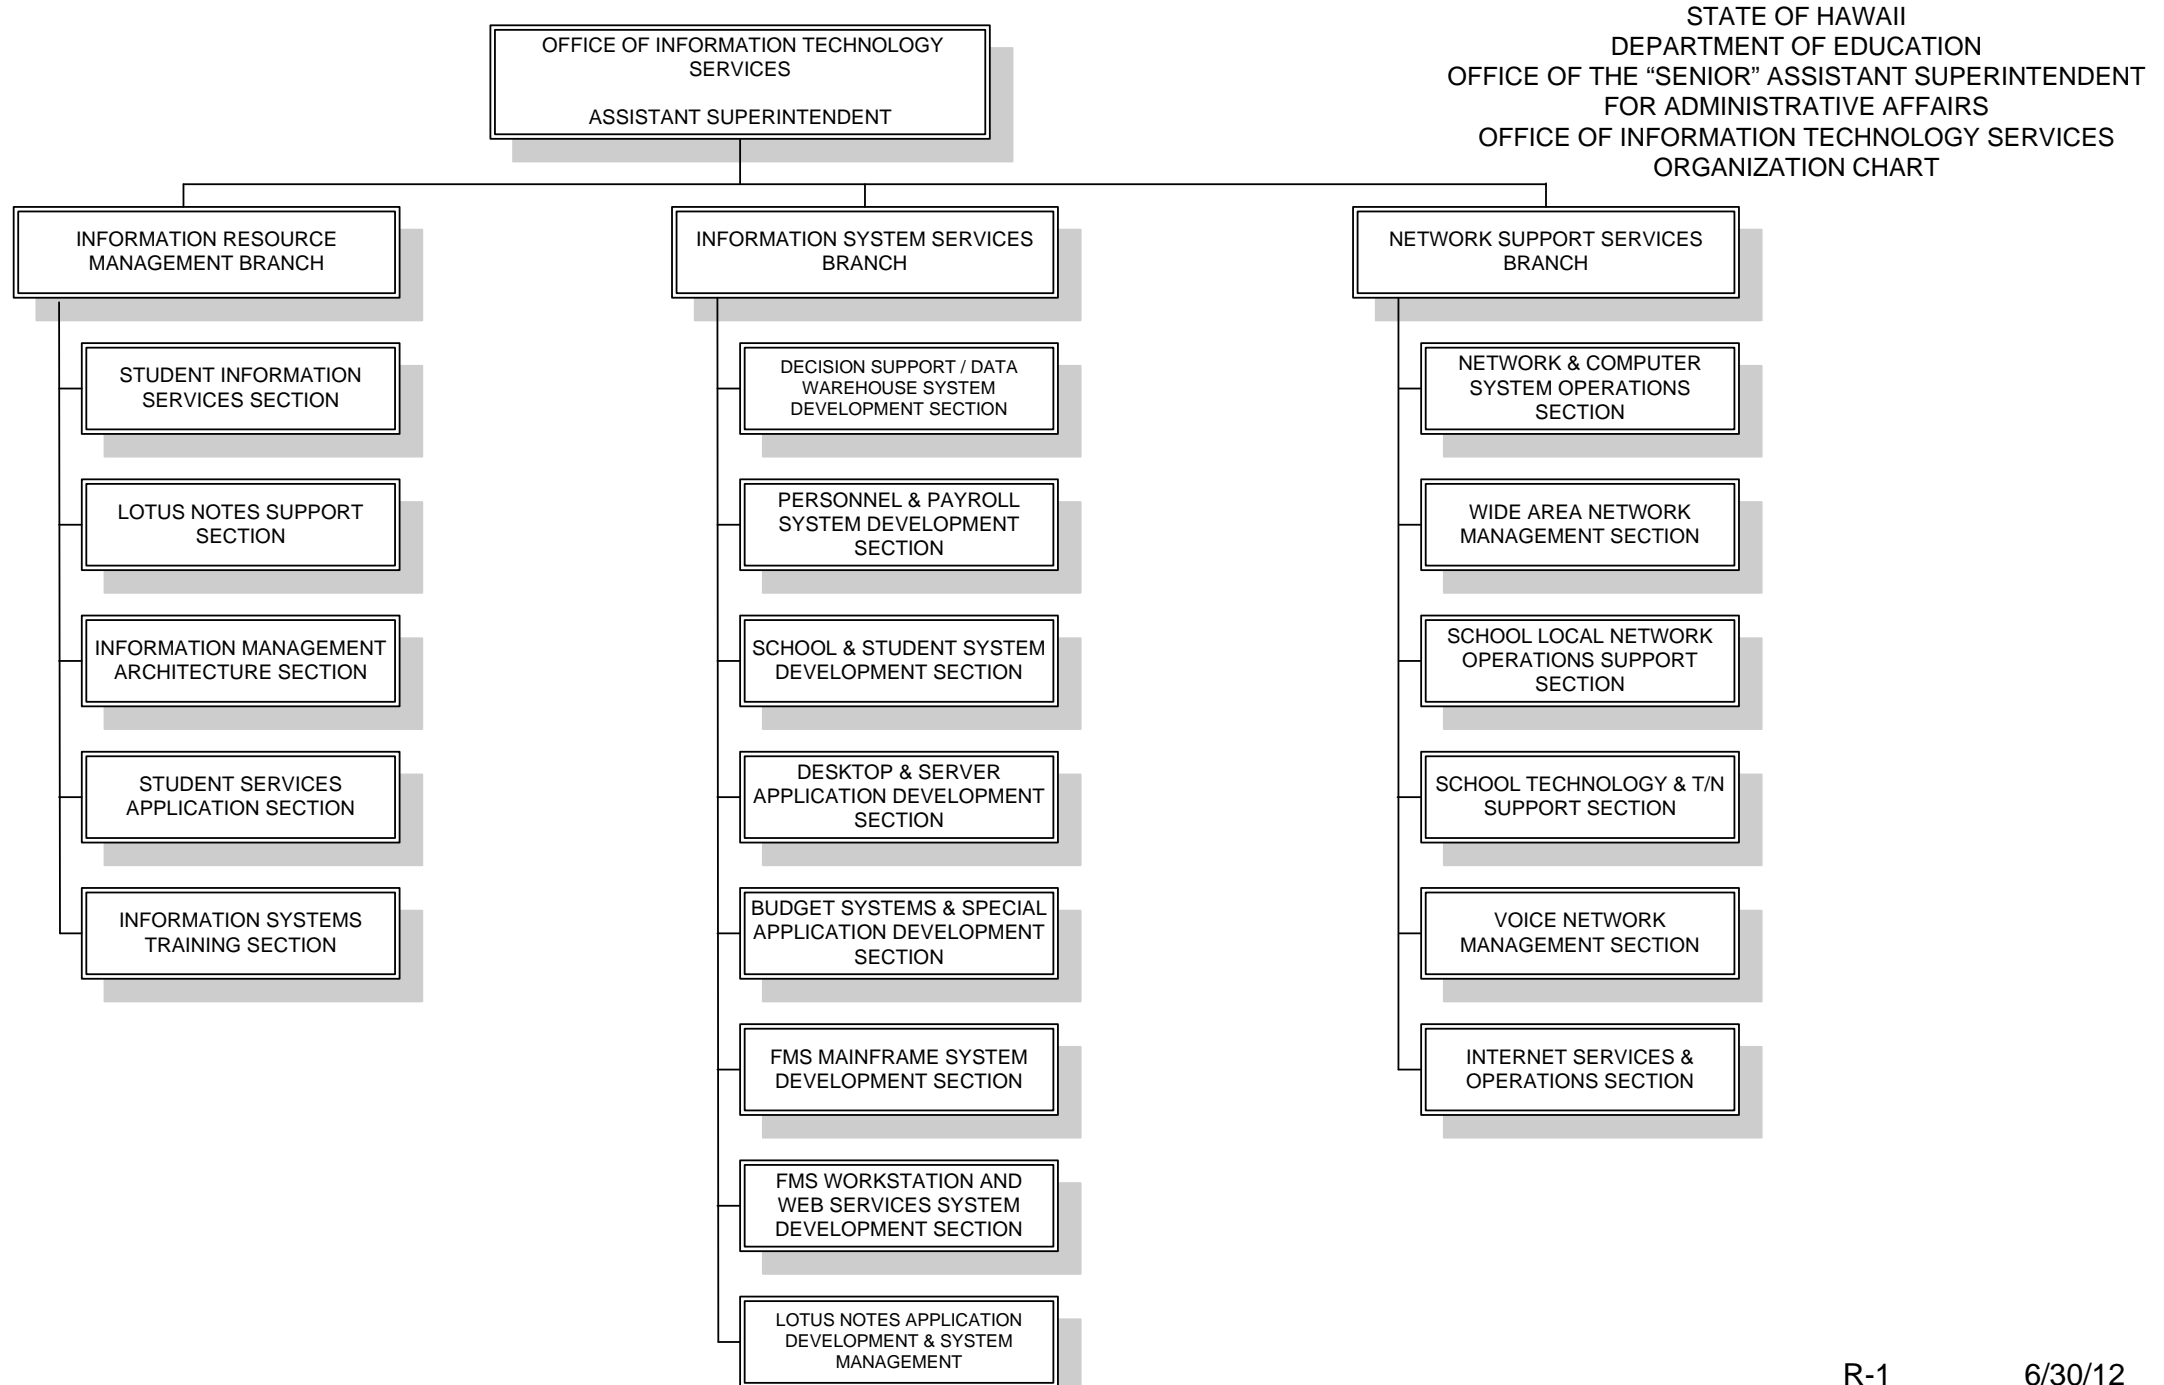 STATE OF HAWAII
DEPARTMENT OF EDUCATION
OFFICE OF THE “SENIOR” ASSISTANT SUPERINTENDENT
FOR ADMINISTRATIVE AFFAIRS
OFFICE OF INFORMATION TECHNOLOGY SERVICES
ORGANIZATION CHART
OFFICE OF INFORMATION TECHNOLOGY
SERVICES
ASSISTANT SUPERINTENDENT
INFORMATION RESOURCE
MANAGEMENT BRANCH
STUDENT INFORMATION
SERVICES SECTION
LOTUS NOTES SUPPORT
SECTION
INFORMATION MANAGEMENT
ARCHITECTURE SECTION
STUDENT SERVICES
APPLICATION SECTION
INFORMATION SYSTEMS
TRAINING SECTION
INFORMATION SYSTEM SERVICES
BRANCH
DECISION SUPPORT / DATA
WAREHOUSE SYSTEM
DEVELOPMENT SECTION
PERSONNEL & PAYROLL
SYSTEM DEVELOPMENT
SECTION
SCHOOL & STUDENT SYSTEM
DEVELOPMENT SECTION
DESKTOP & SERVER
APPLICATION DEVELOPMENT
SECTION
BUDGET SYSTEMS & SPECIAL
APPLICATION DEVELOPMENT
SECTION
FMS MAINFRAME SYSTEM
DEVELOPMENT SECTION
FMS WORKSTATION AND
WEB SERVICES SYSTEM
DEVELOPMENT SECTION
LOTUS NOTES APPLICATION
DEVELOPMENT & SYSTEM
MANAGEMENT
NETWORK SUPPORT SERVICES
BRANCH
NETWORK & COMPUTER
SYSTEM OPERATIONS
SECTION
WIDE AREA NETWORK
MANAGEMENT SECTION
SCHOOL LOCAL NETWORK
OPERATIONS SUPPORT
SECTION
SCHOOL TECHNOLOGY & T/N
SUPPORT SECTION
VOICE NETWORK
MANAGEMENT SECTION
INTERNET SERVICES &
OPERATIONS SECTION
R-1 6/30/12